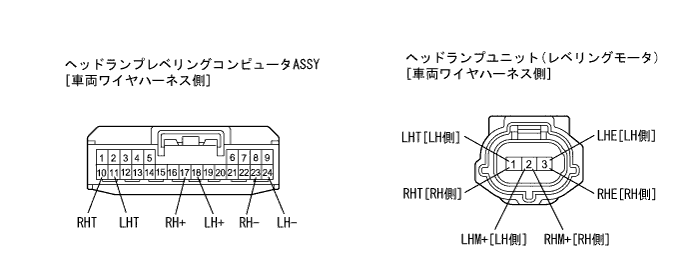 ヘッドランプレベリングコンピュータASSY
[車両ワイヤハーネス側]
1 2 3 4 5 6 7 8 9
10 11 12 13 14 15 16 17 18 19 20 21 22 23 24
RHT LHT RH+ LH+ RH- LH-
ヘッドランプユニット(レベリングモータ)
[車両ワイヤハーネス側]
LHT[LH側] LHE[LH側]
1 2 3
RHT[RH側] RHE[RH側]
LHM+[LH側] RHM+[RH側]